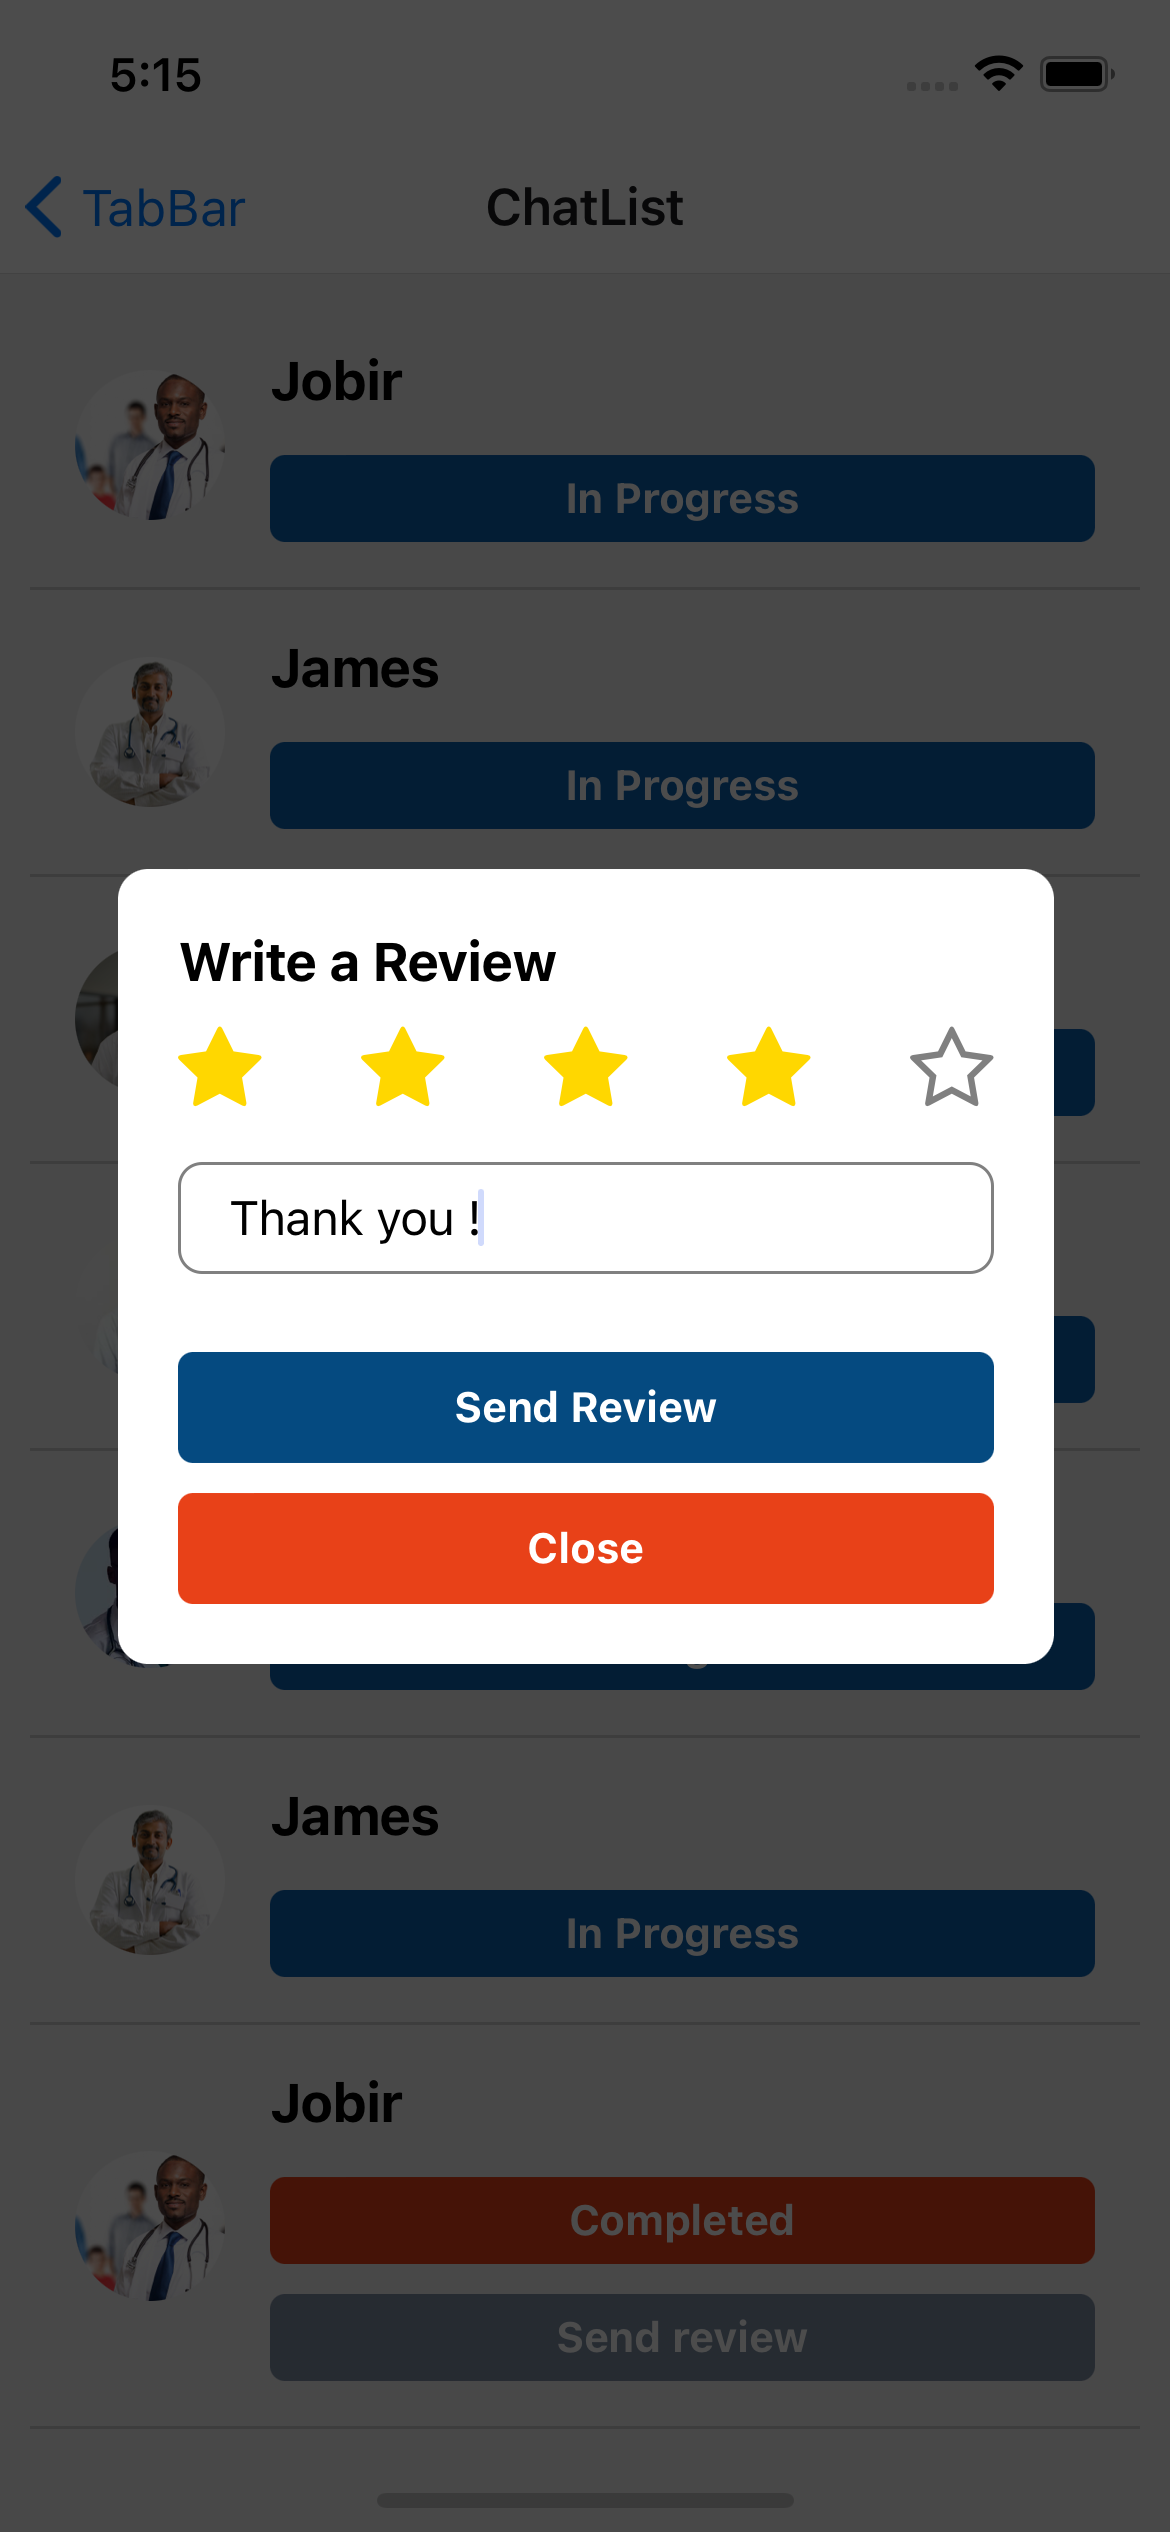 5:15
TabBar
ChatList
Jobir
In Progress
James
In Progress
Write a Review
Thank you !
Send Review
Close
James
In Progress
Jobir
Completed
Send review